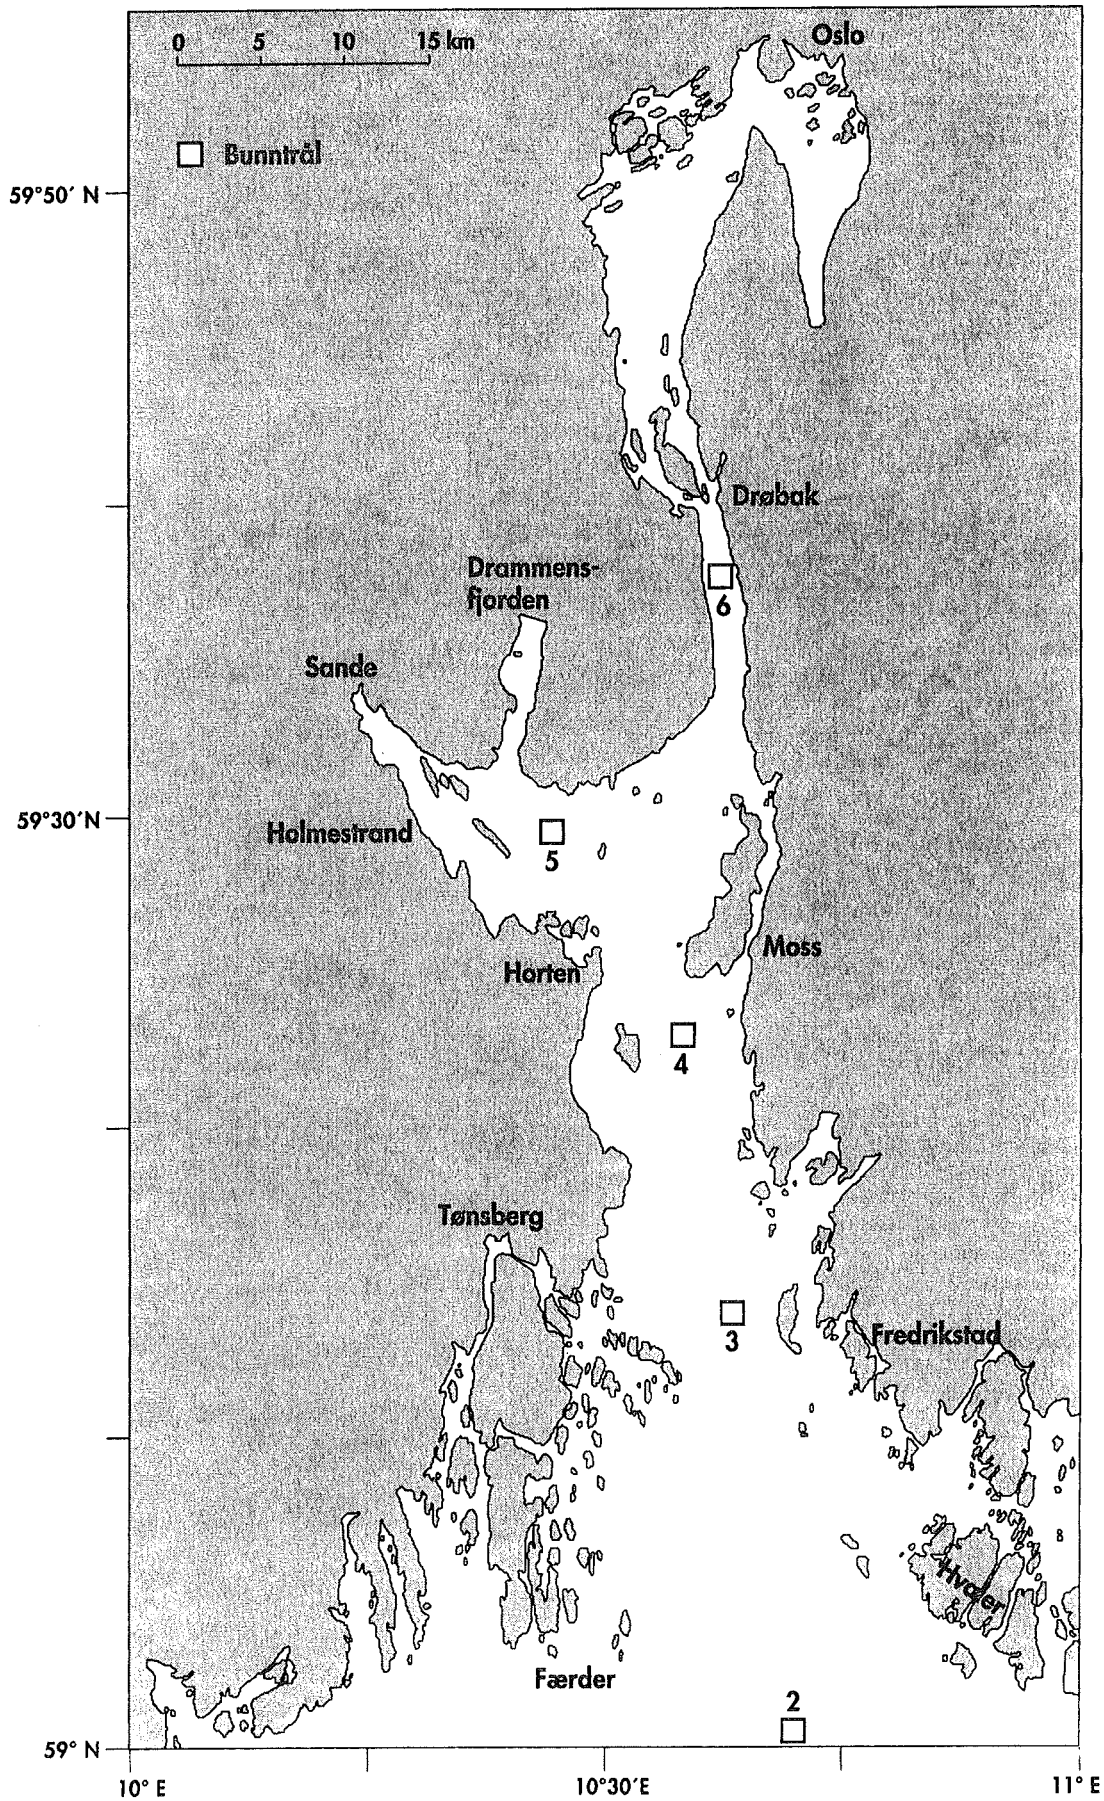 0 5 10 15 km
Oslo
Bunntrål
59°50′ N
Drøbak
Drammens-
fjorden
6
Sande
59°30′N
Holmestrand
5
Moss
Horten
4
Tønsberg
3
Fredrikstad
Hvaler
Færder
2
59° N
10° E
10°30′E
11° E